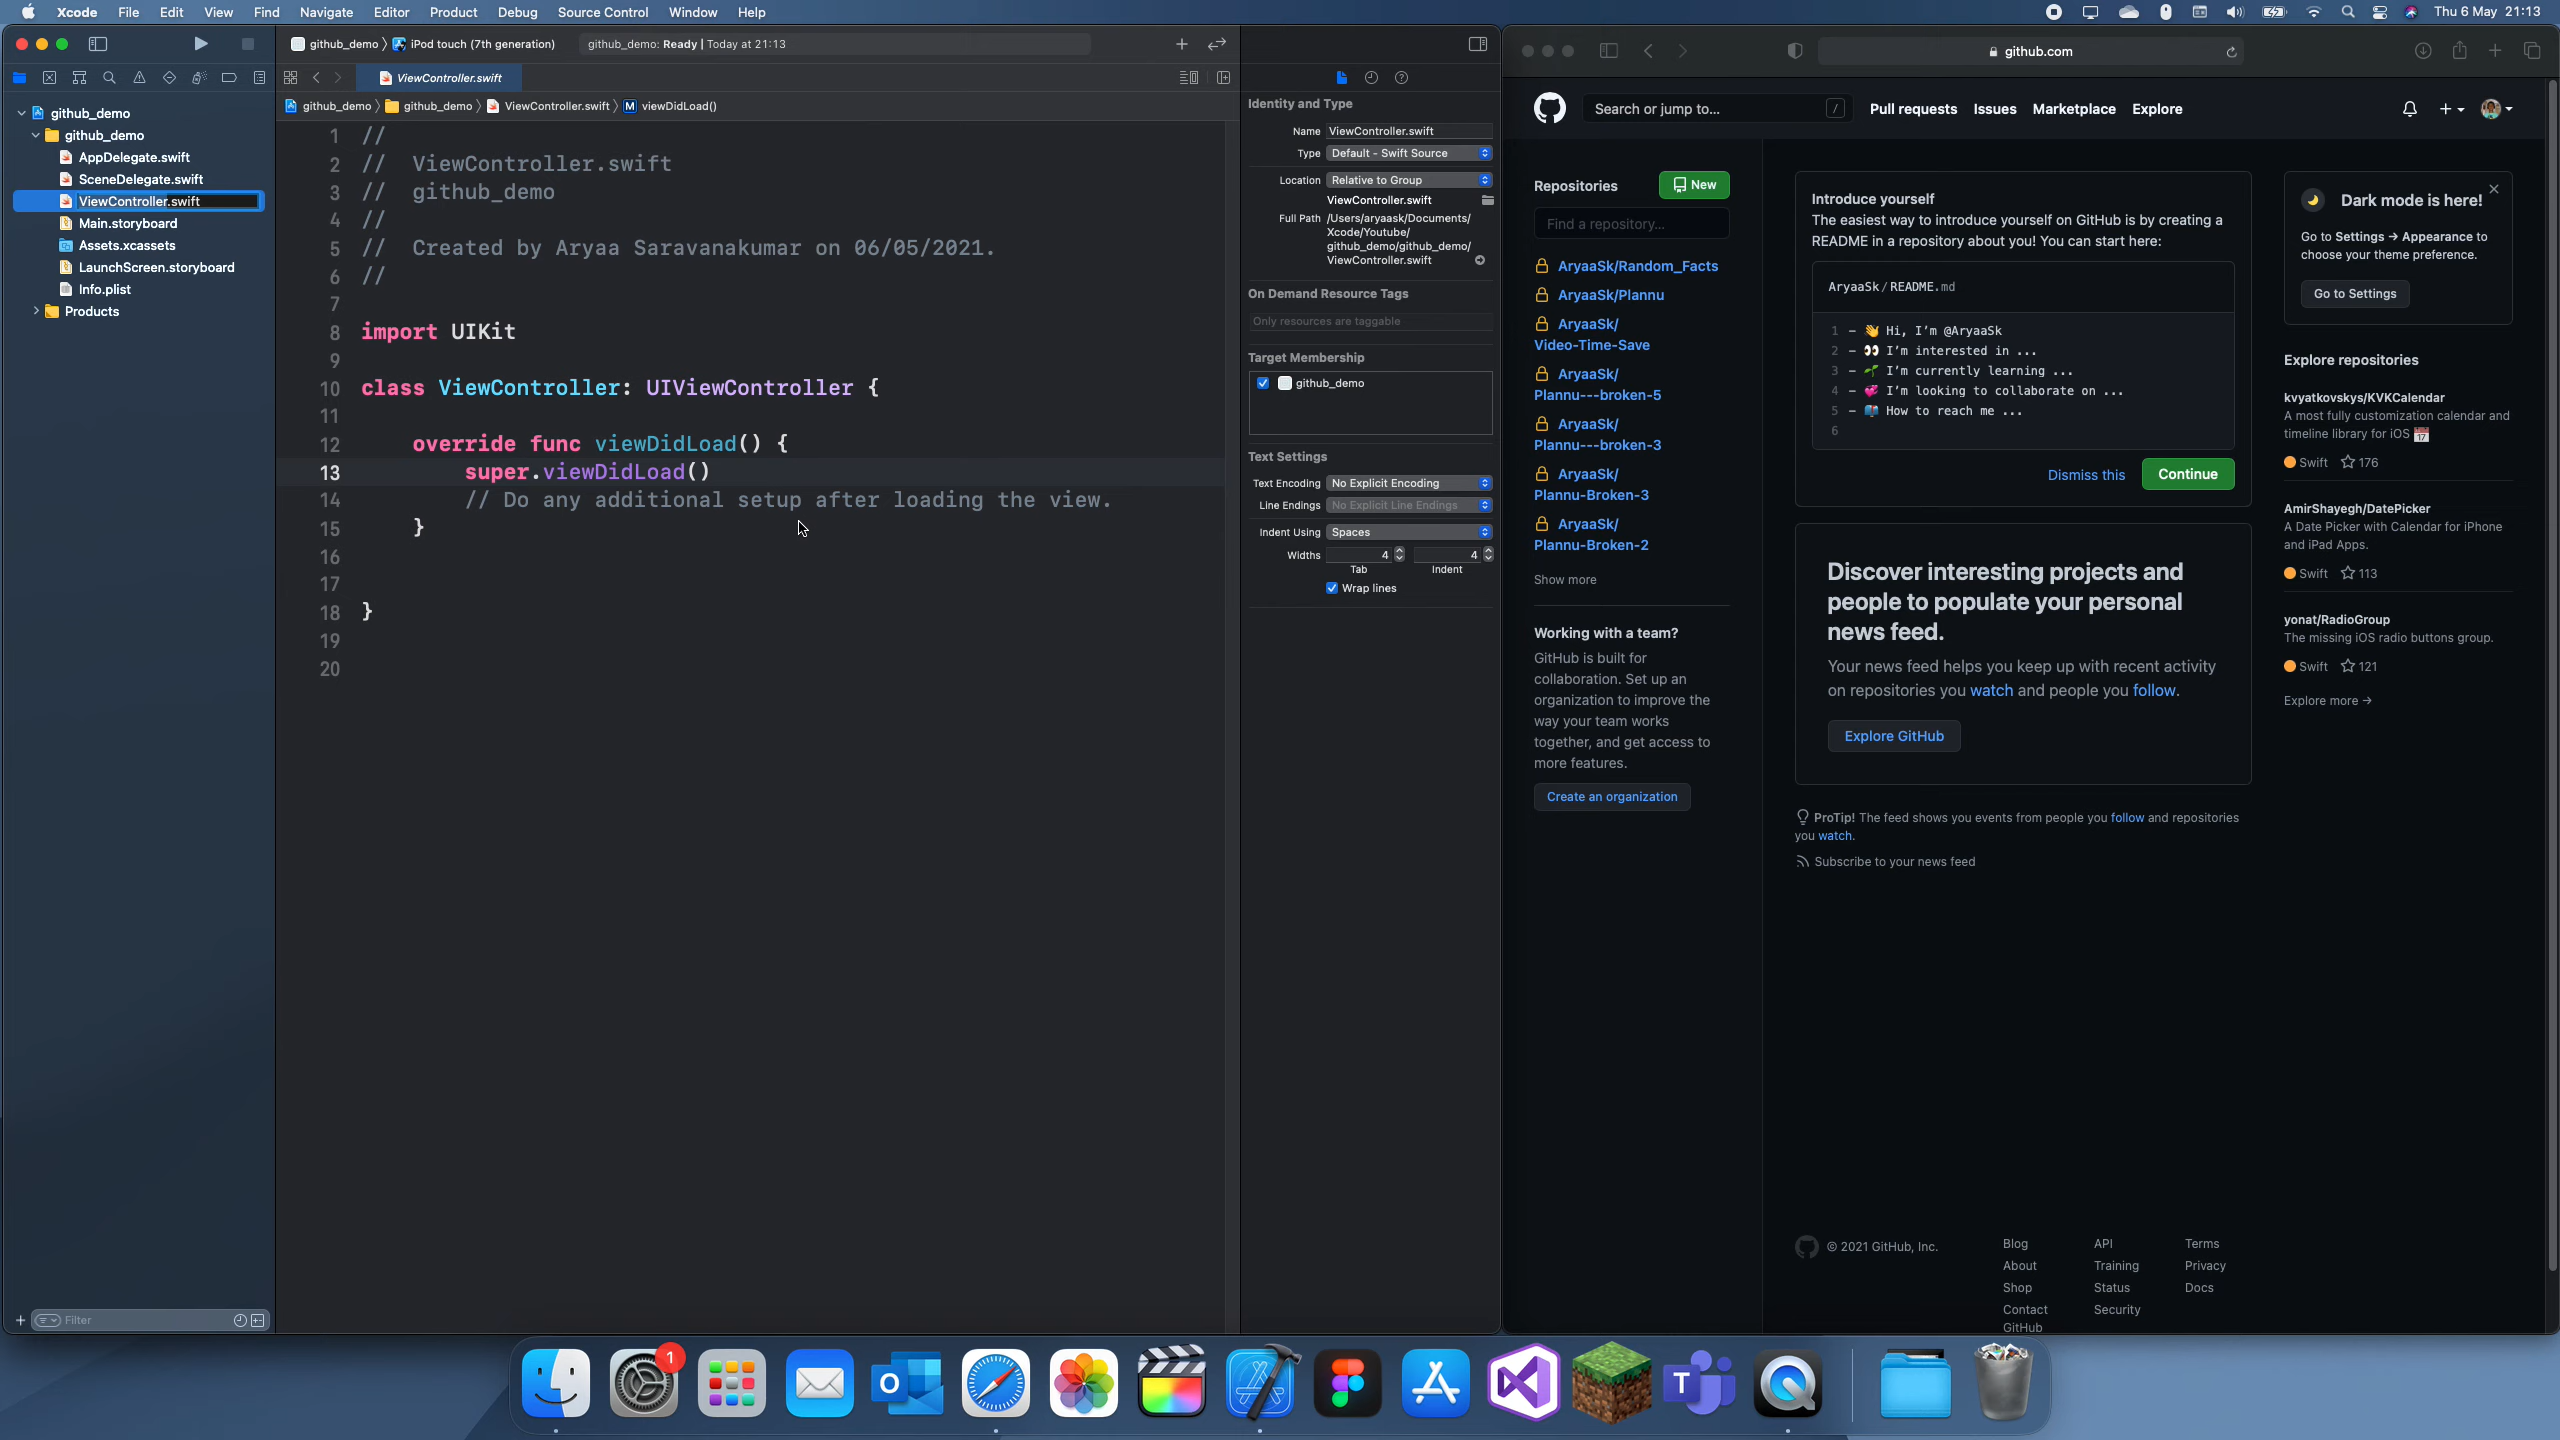 Xcode File Edit View Find Navigate Editor Product Debug Source Control Window Help
Thu 6 May 21:13
github_demo 〉 iPod touch (7th generation)
github_demo: Ready | Today at 21:13
ViewController.swift
github_demo 〉 github_demo 〉 ViewController.swift 〉 M viewDidLoad()
github_demo
github_demo
AppDelegate.swift
SceneDelegate.swift
ViewController.swift
Main.storyboard
Assets.xcassets
LaunchScreen.storyboard
Info.plist
Products
Filter
1 //
2 //  ViewController.swift
3 //  github_demo
4 //
5 //  Created by Aryaa Saravanakumar on 06/05/2021.
6 //
7
8 import UIKit
9
10 class ViewController: UIViewController {
11
12     override func viewDidLoad() {
13         super.viewDidLoad()
14         // Do any additional setup after loading the view.
15     }
16
17
18 }
19
20
Identity and Type
Name ViewController.swift
Type Default - Swift Source
Location Relative to Group
ViewController.swift
Full Path /Users/aryaask/Documents/
Xcode/Youtube/
github_demo/github_demo/
ViewController.swift
On Demand Resource Tags
Only resources are taggable
Target Membership
github_demo
Text Settings
Text Encoding No Explicit Encoding
Line Endings No Explicit Line Endings
Indent Using Spaces
Widths 4 4
Tab Indent
Wrap lines
github.com
Search or jump to... /
Pull requests Issues Marketplace Explore
Repositories New
Find a repository...
AryaaSk/Random_Facts
AryaaSk/Plannu
AryaaSk/
Video-Time-Save
AryaaSk/
Plannu---broken-5
AryaaSk/
Plannu---broken-3
AryaaSk/
Plannu-Broken-3
AryaaSk/
Plannu-Broken-2
Show more
Working with a team?
GitHub is built for
collaboration. Set up an
organization to improve the
way your team works
together, and get access to
more features.
Create an organization
Introduce yourself
The easiest way to introduce yourself on GitHub is by creating a
README in a repository about you! You can start here:
AryaaSk / README.md
1 - 👋 Hi, I’m @AryaaSk
2 - 👀 I’m interested in ...
3 - 🌱 I’m currently learning ...
4 - 💞️ I’m looking to collaborate on ...
5 - 📫 How to reach me ...
6
Dismiss this Continue
Discover interesting projects and
people to populate your personal
news feed.
Your news feed helps you keep up with recent activity
on repositories you watch and people you follow.
Explore GitHub
ProTip! The feed shows you events from people you follow and repositories
you watch.
Subscribe to your news feed
© 2021 GitHub, Inc.
Blog
About
Shop
Contact
GitHub
API
Training
Status
Security
Terms
Privacy
Docs
Dark mode is here!
Go to Settings → Appearance to
choose your theme preference.
Go to Settings
Explore repositories
kvyatkovskys/KVKCalendar
A most fully customization calendar and
timeline library for iOS 📅
Swift 176
AmirShayegh/DatePicker
A Date Picker with Calendar for iPhone
and iPad Apps.
Swift 113
yonat/RadioGroup
The missing iOS radio buttons group.
Swift 121
Explore more →
1